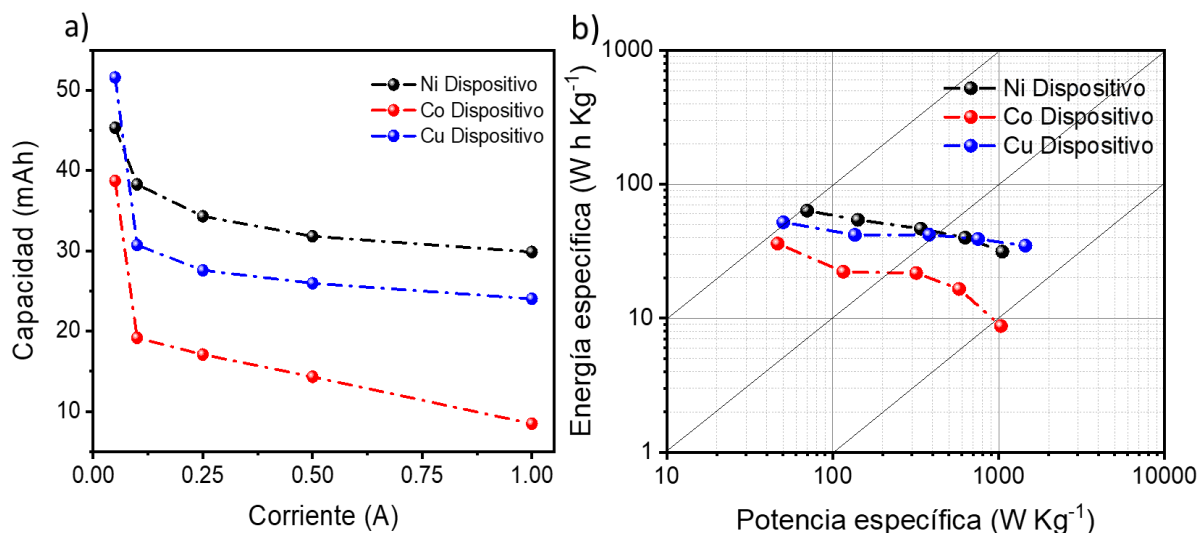 a)
50
40
30
20
10
0.00
0.25
0.50
0.75
1.00
Capacidad (mAh)
Corriente (A)
Ni Dispositivo
Co Dispositivo
Cu Dispositivo
b)
1000
100
10
1
10
100
1000
10000
Energía específica (W h Kg⁻¹)
Potencia específica (W Kg⁻¹)
Ni Dispositivo
Co Dispositivo
Cu Dispositivo